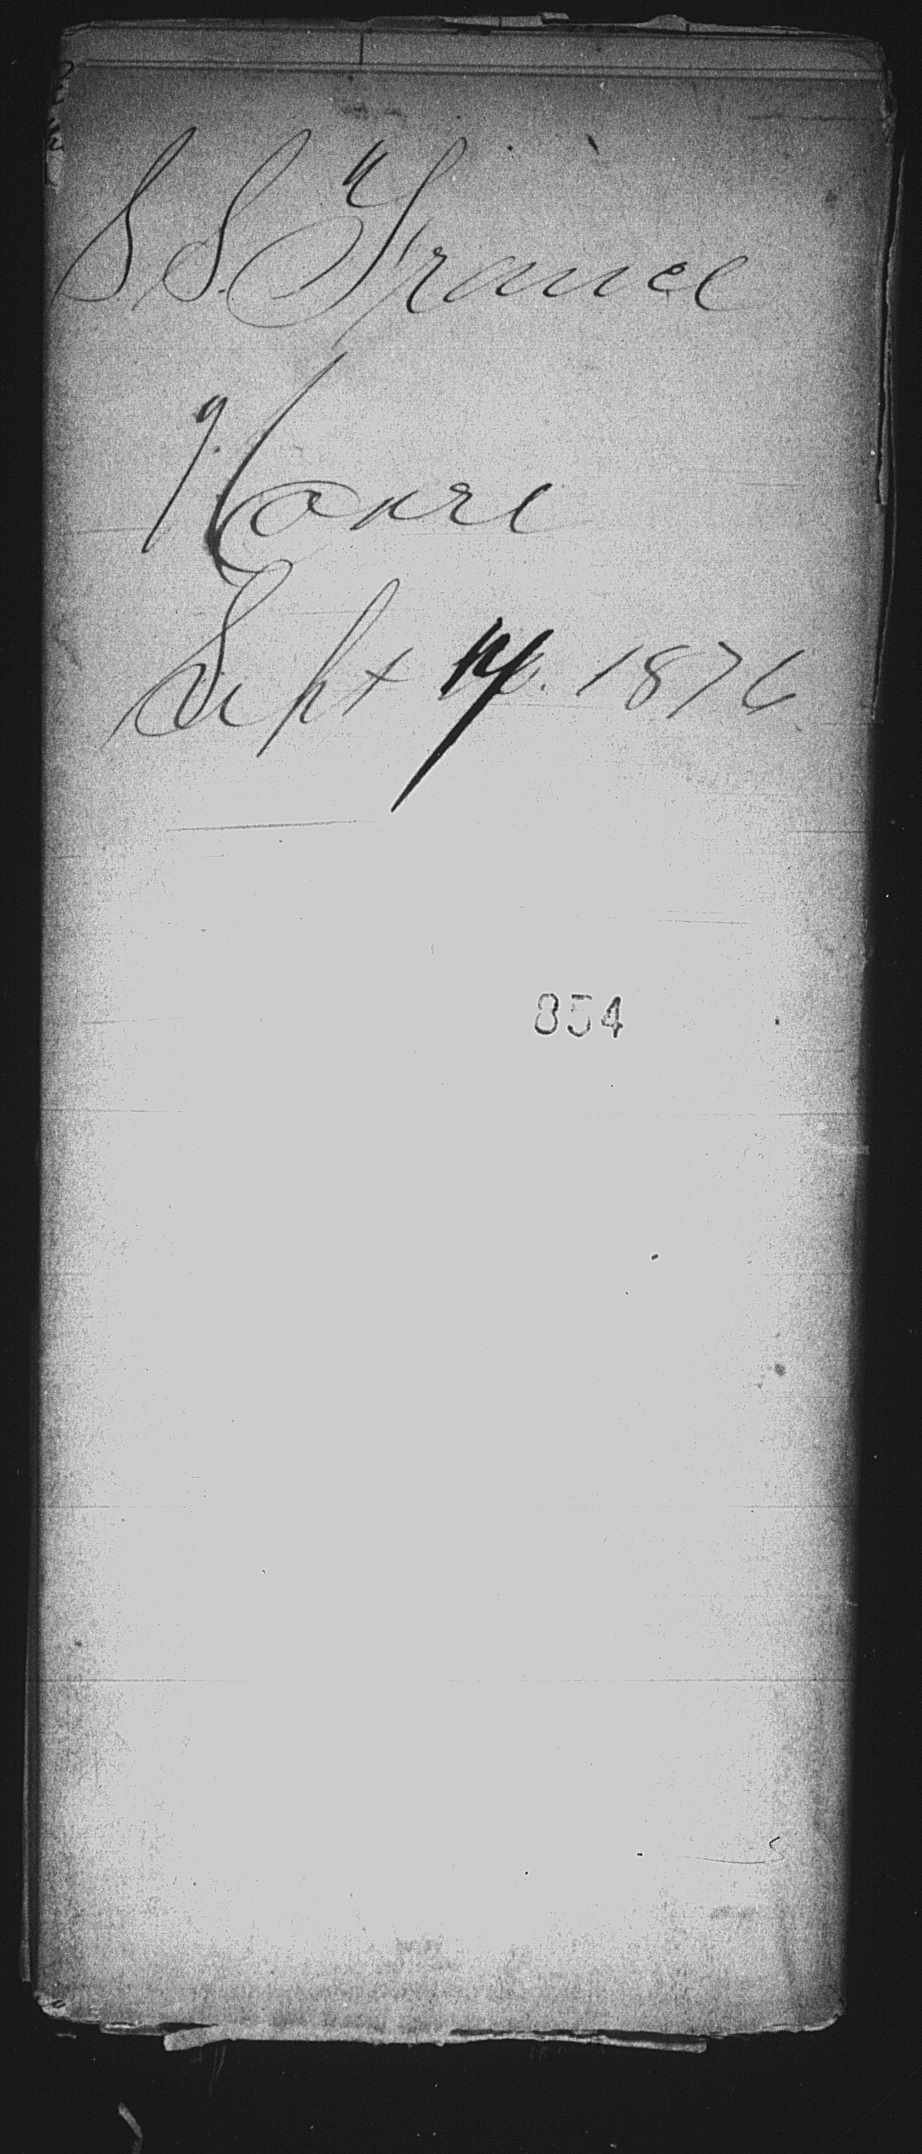 S.S. "France
Havre
Sept 14. 1876
854